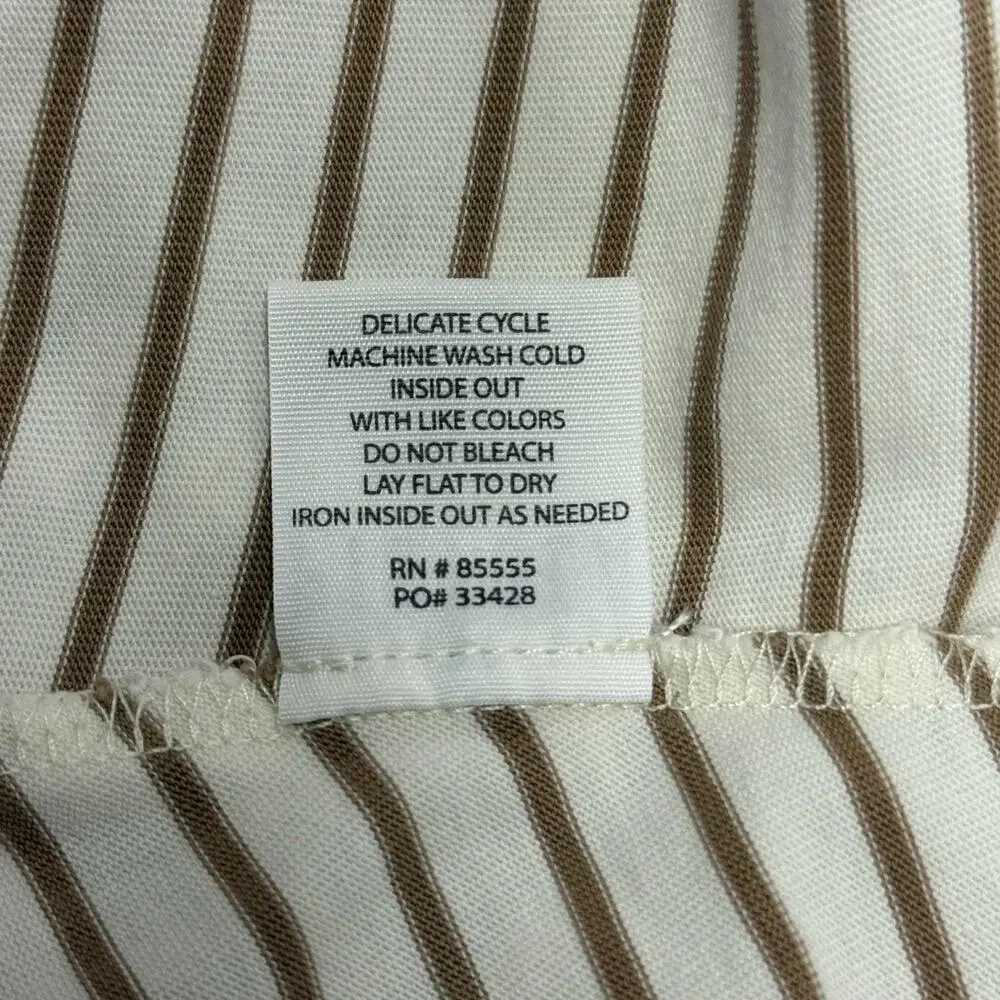 DELICATE CYCLE
MACHINE WASH COLD
INSIDE OUT
WITH LIKE COLORS
DO NOT BLEACH
LAY FLAT TO DRY
IRON INSIDE OUT AS NEEDED
RN # 85555
PO# 33428